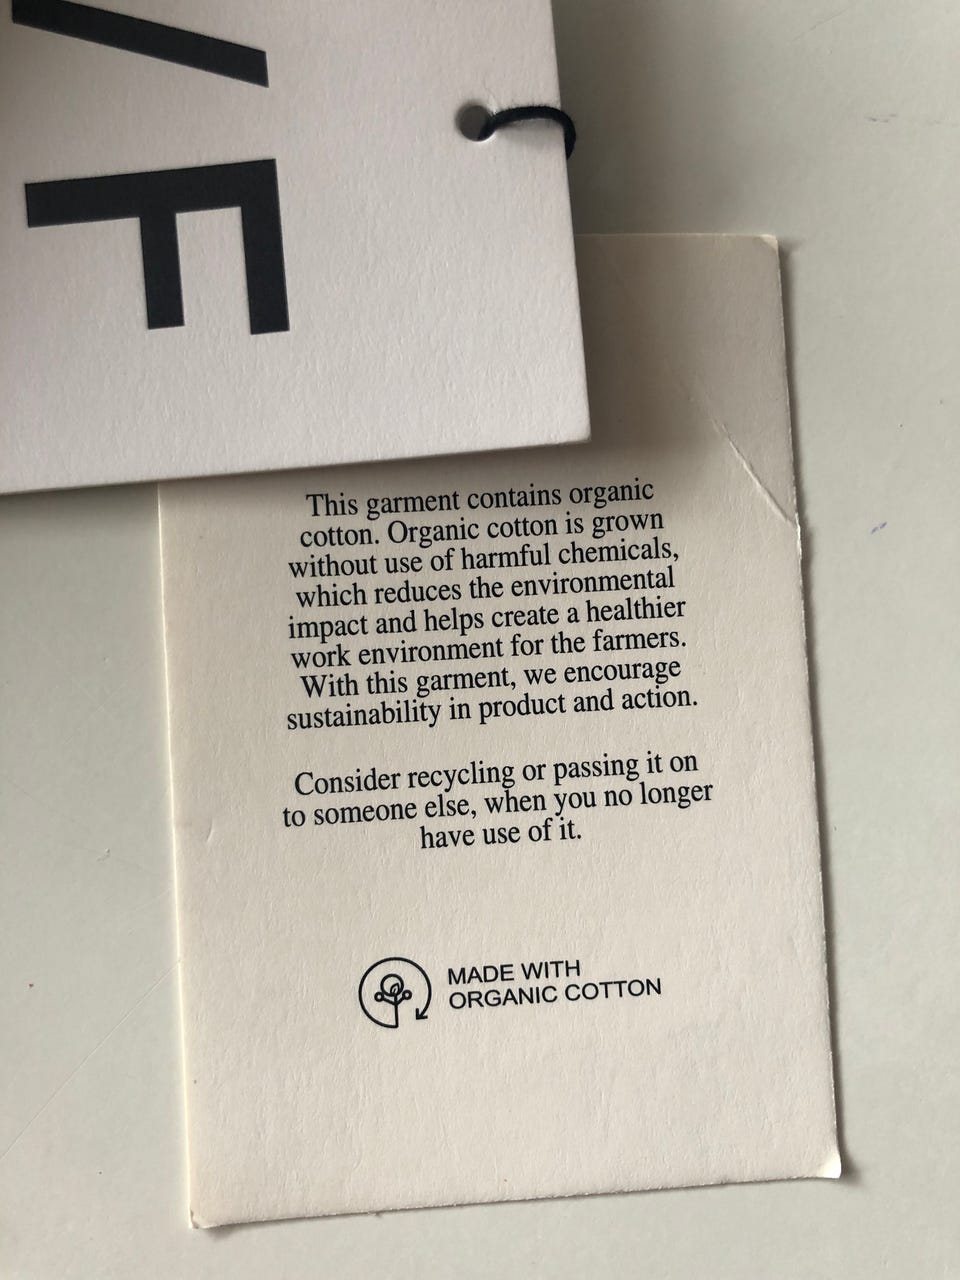 F
This garment contains organic
cotton. Organic cotton is grown
without use of harmful chemicals,
which reduces the environmental
impact and helps create a healthier
work environment for the farmers.
With this garment, we encourage
sustainability in product and action.
Consider recycling or passing it on
to someone else, when you no longer
have use of it.
MADE WITH
ORGANIC COTTON